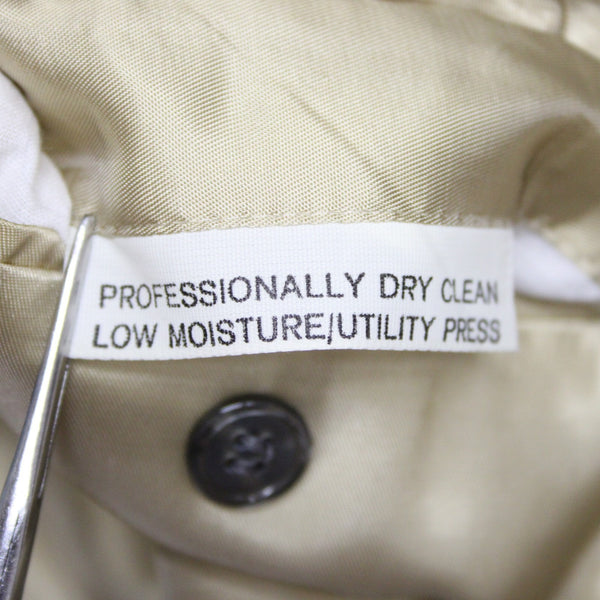 PROFESSIONALLY DRY CLEAN
LOW MOISTURE/UTILITY PRESS